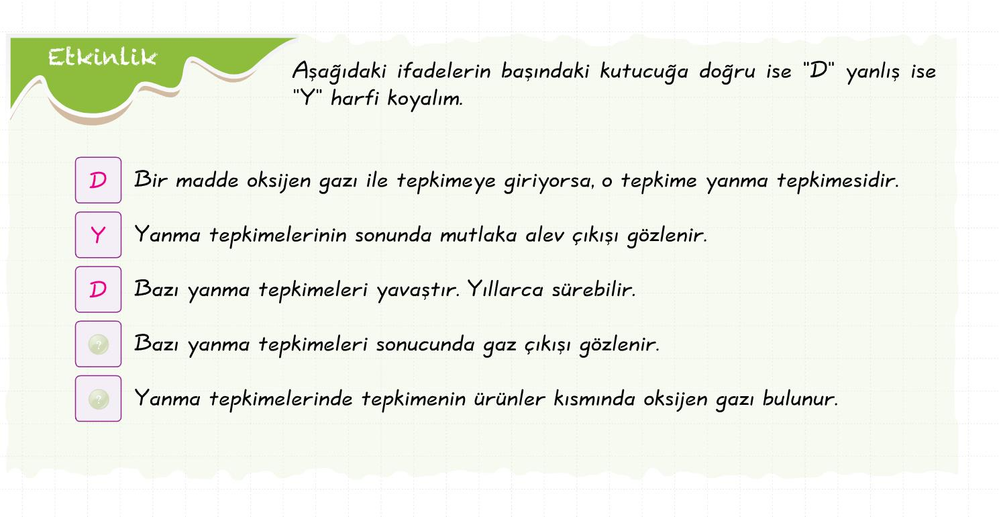 Etkinlik
Aşağıdaki ifadelerin başındaki kutucuğa doğru ise "D" yanlış ise
"Y" harfi koyalım.
D Bir madde oksijen gazı ile tepkimeye giriyorsa, o tepkime yanma tepkimesidir.
Y Yanma tepkimelerinin sonunda mutlaka alev çıkışı gözlenir.
D Bazı yanma tepkimeleri yavaştır. Yıllarca sürebilir.
? Bazı yanma tepkimeleri sonucunda gaz çıkışı gözlenir.
? Yanma tepkimelerinde tepkimenin ürünler kısmında oksijen gazı bulunur.